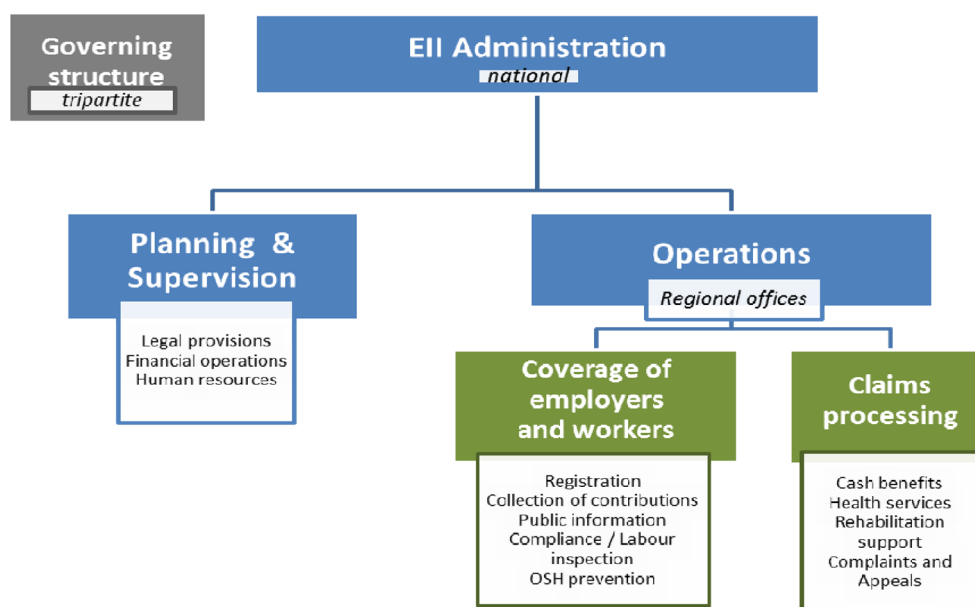 Governing
structure
tripartite
EII Administration
national
Planning &
Supervision
Legal provisions
Financial operations
Human resources
Operations
Regional offices
Coverage of
employers
and workers
Registration
Collection of contributions
Public information
Compliance / Labour
inspection
OSH prevention
Claims
processing
Cash benefits
Health services
Rehabilitation
support
Complaints and
Appeals